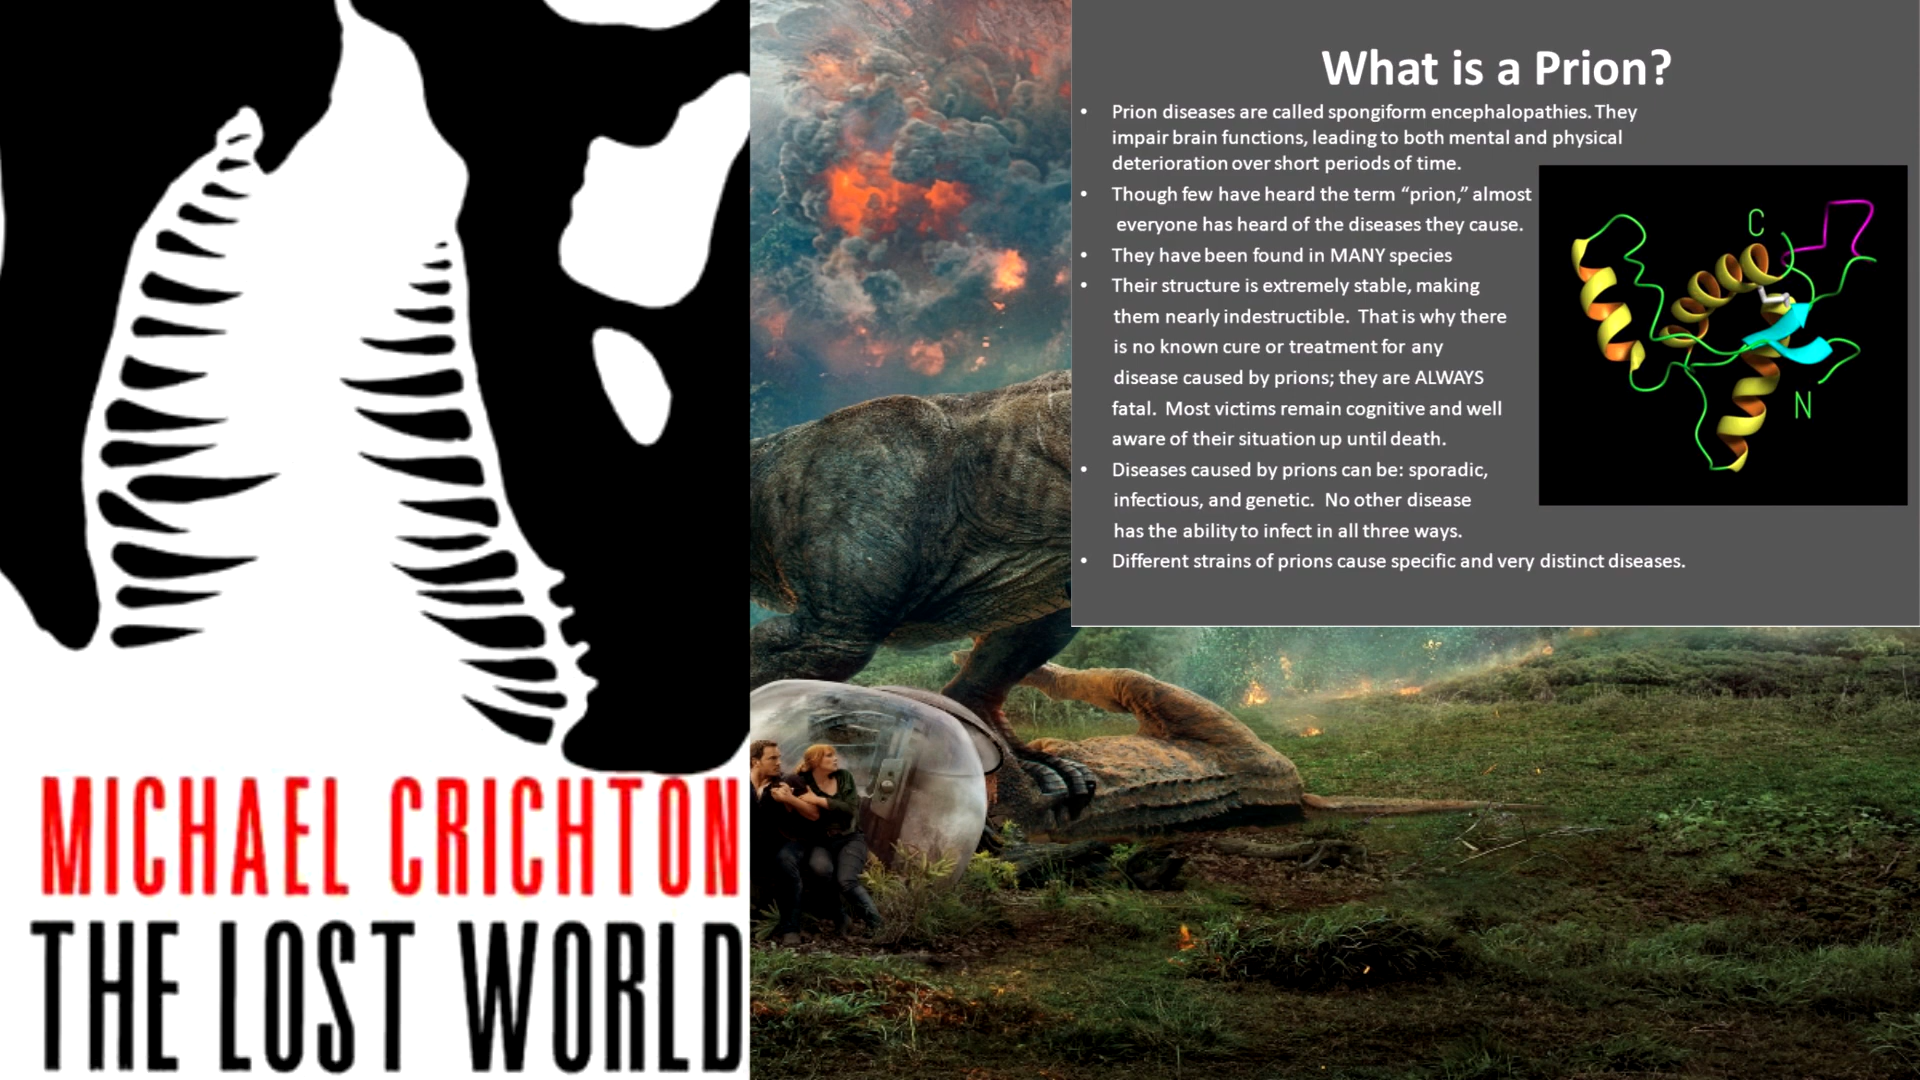 MICHAEL CRICHTON
THE LOST WORLD
What is a Prion?
• Prion diseases are called spongiform encephalopathies. They
impair brain functions, leading to both mental and physical
deterioration over short periods of time.
• Though few have heard the term “prion,” almost
everyone has heard of the diseases they cause.
• They have been found in MANY species
• Their structure is extremely stable, making
them nearly indestructible. That is why there
is no known cure or treatment for any
disease caused by prions; they are ALWAYS
fatal. Most victims remain cognitive and well
aware of their situation up until death.
• Diseases caused by prions can be: sporadic,
infectious, and genetic. No other disease
has the ability to infect in all three ways.
• Different strains of prions cause specific and very distinct diseases.
C
N